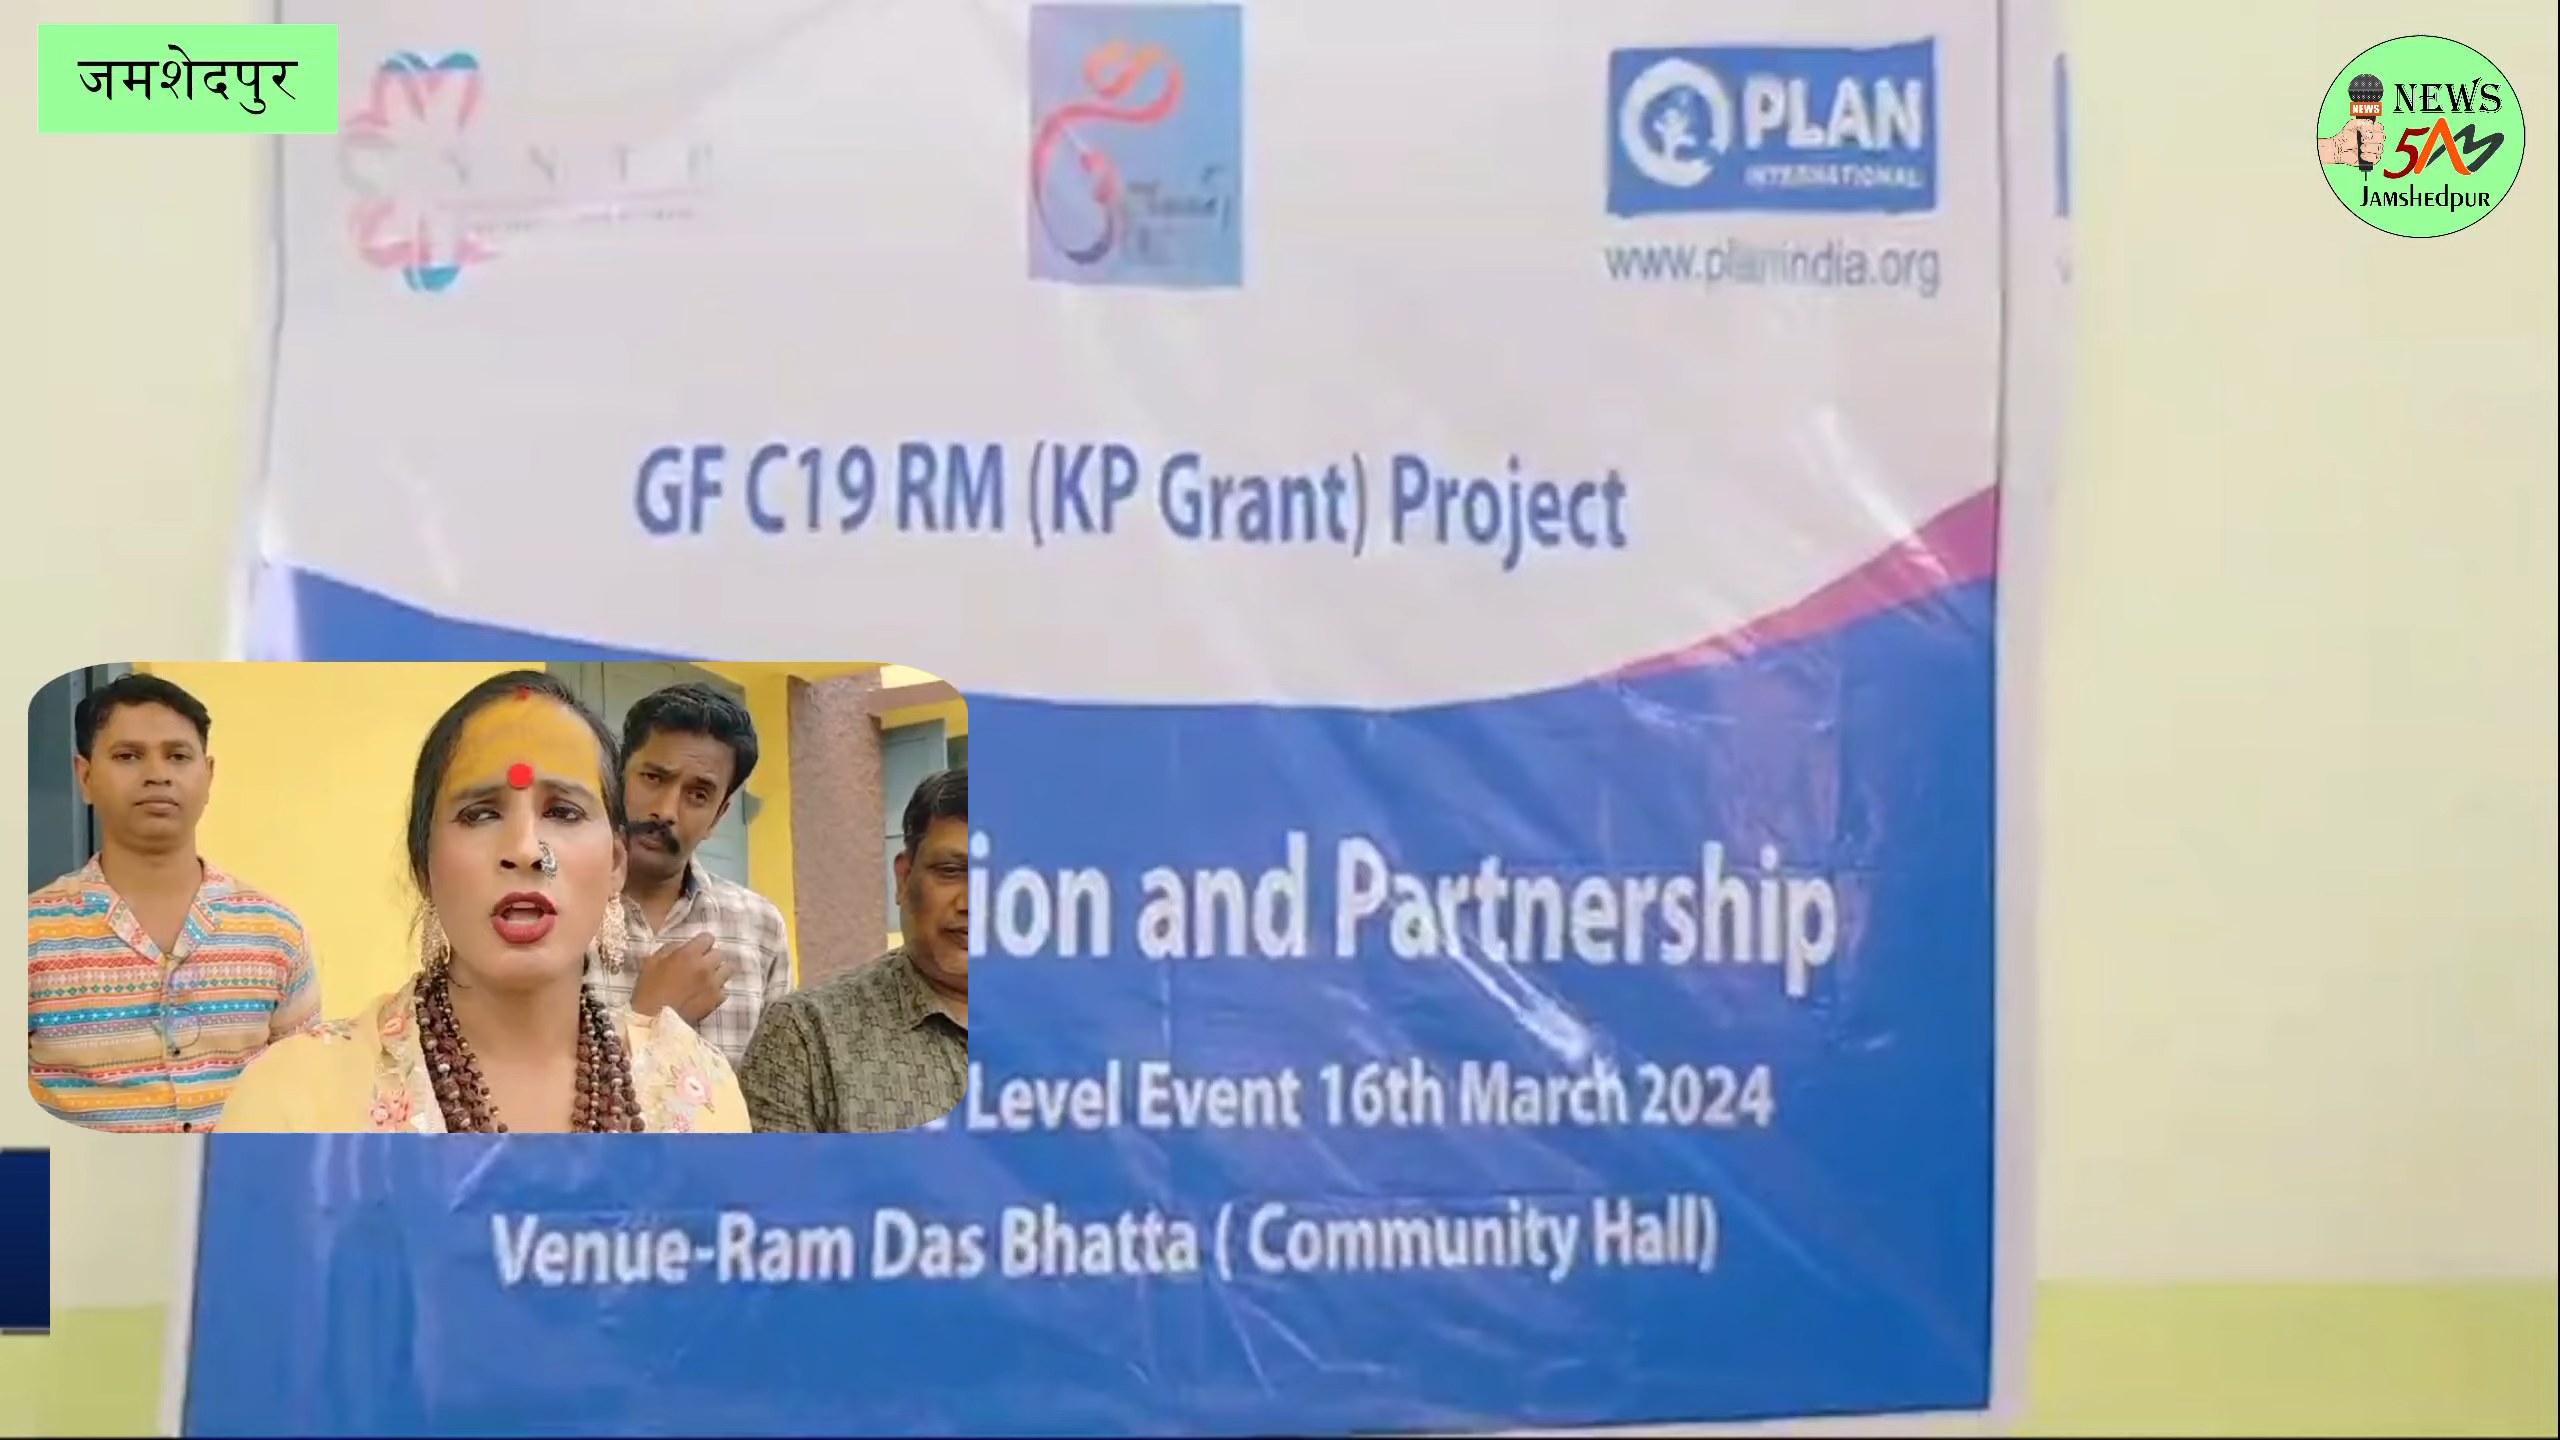 जमशेदपुर
NEWS
NEWS
5AM
Jamshedpur
PLAN
INTERNATIONAL
www.planindia.org
GF C19 RM (KP Grant) Project
ion and Partnership
Level Event 16th March 2024
Venue-Ram Das Bhatta ( Community Hall)